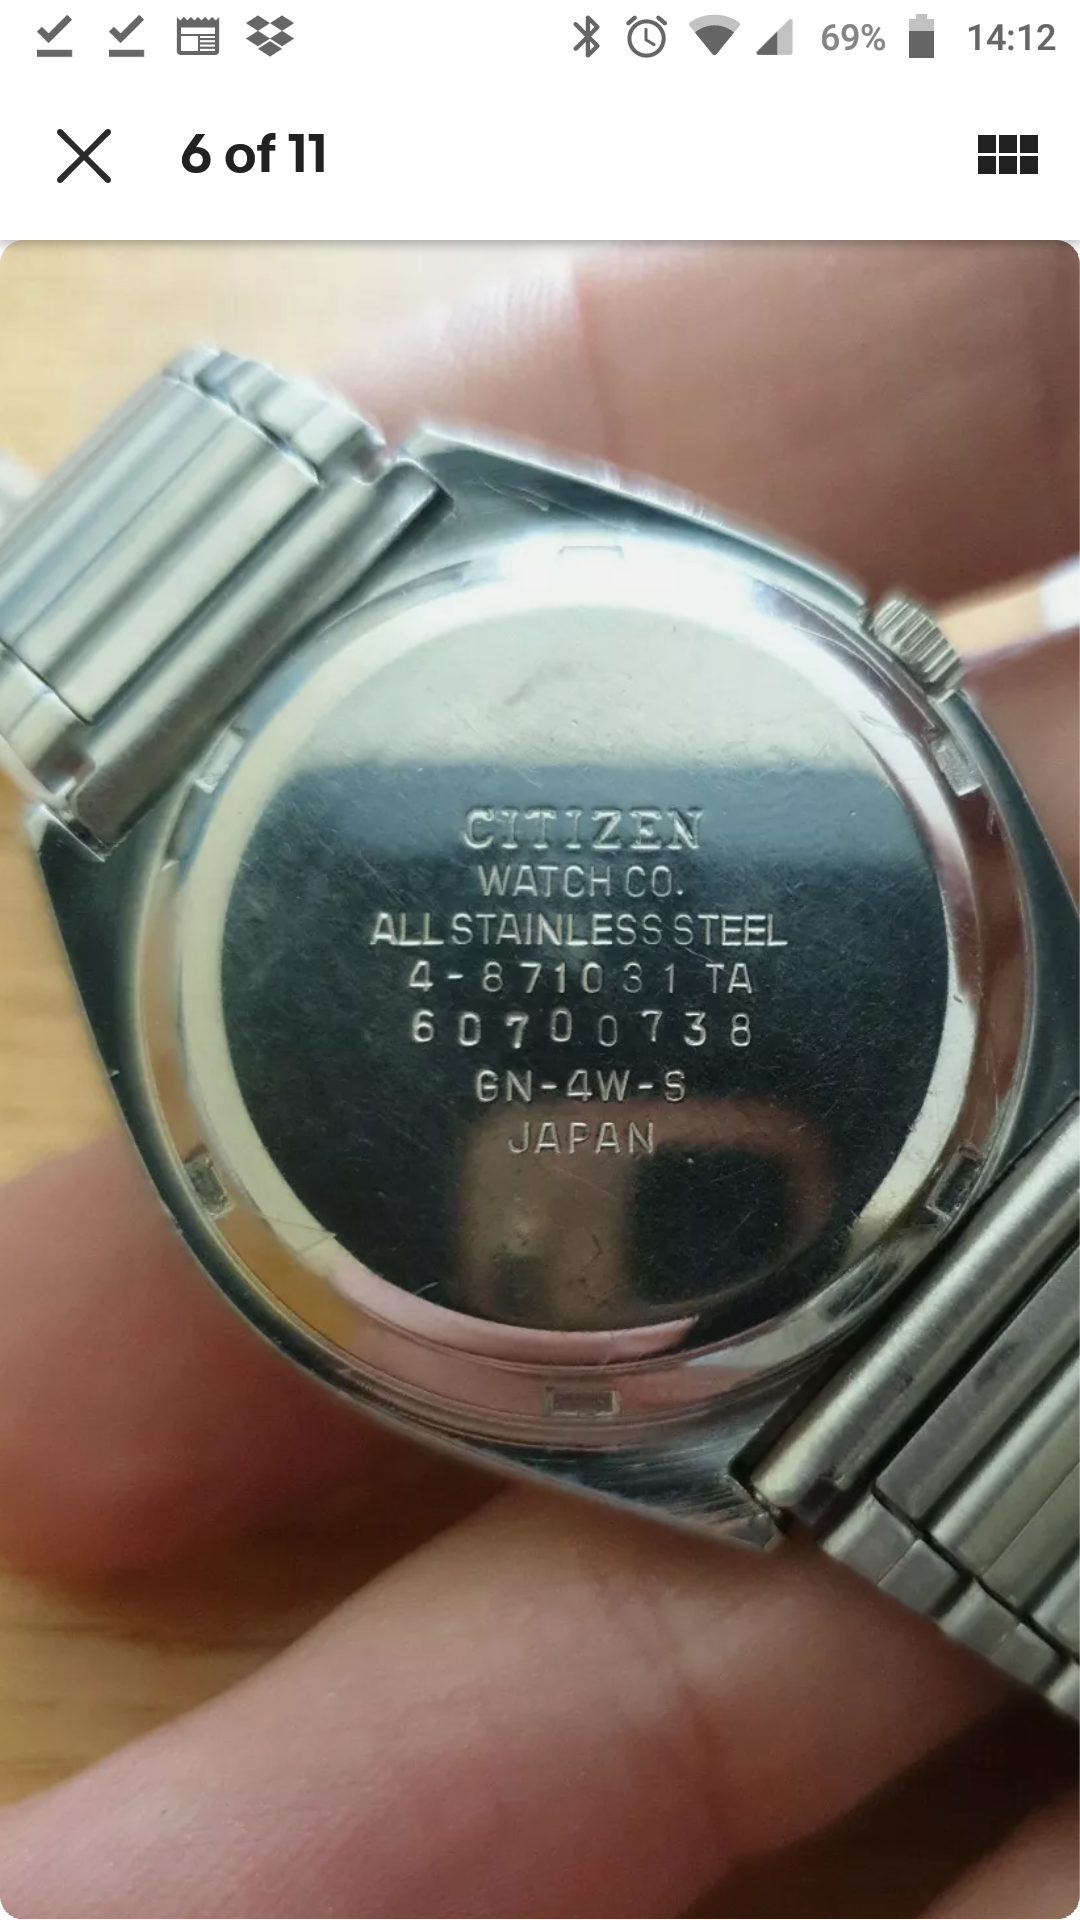 69% 14:12
6 of 11
CITIZEN
WATCH CO.
ALL STAINLESS STEEL
4-871031 TA
60700738
GN-4W-S
JAPAN